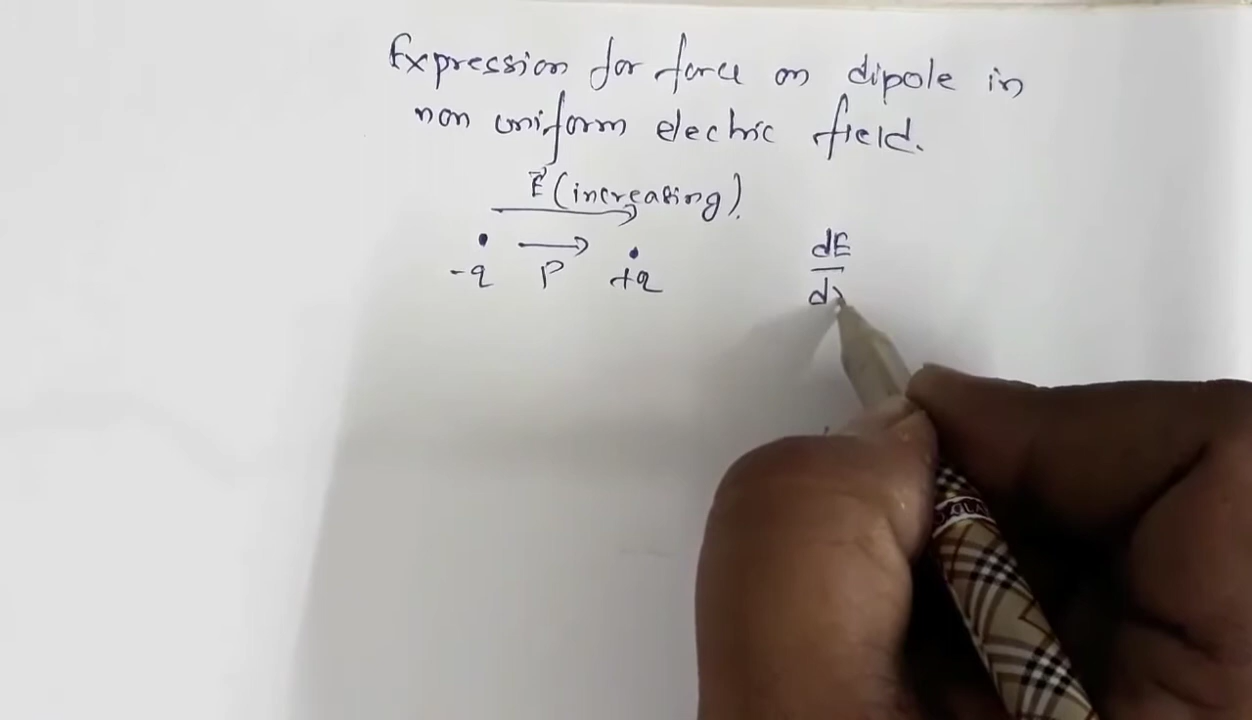 Expression for force on dipole in
non uniform electric field.
E (increasing).
-q P +q
dE
d